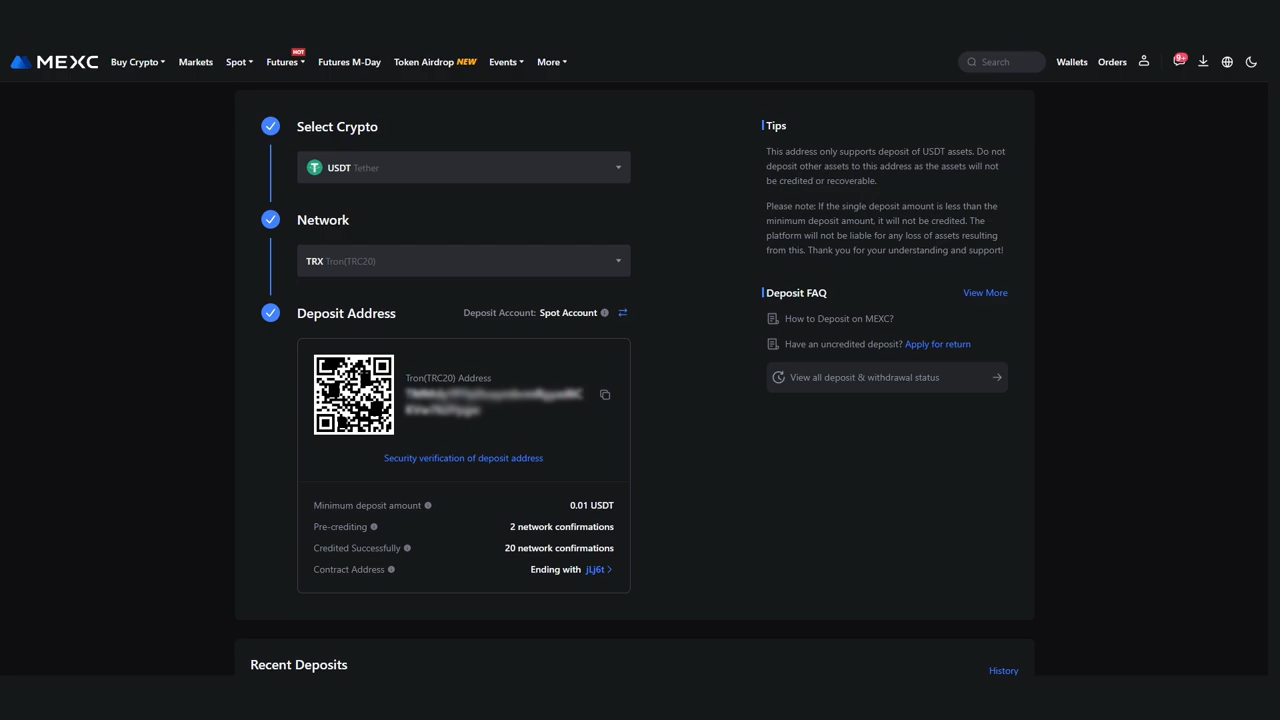 MEXC Buy Crypto Markets Spot Futures HOT Futures M-Day Token Airdrop NEW Events More Search Wallets Orders 9+
Select Crypto
USDT Tether
Network
TRX Tron(TRC20)
Deposit Address Deposit Account: Spot Account
Tron(TRC20) Address
Security verification of deposit address
Minimum deposit amount 0.01 USDT
Pre-crediting 2 network confirmations
Credited Successfully 20 network confirmations
Contract Address Ending with jLj6t
Tips
This address only supports deposit of USDT assets. Do not
deposit other assets to this address as the assets will not
be credited or recoverable.
Please note: If the single deposit amount is less than the
minimum deposit amount, it will not be credited. The
platform will not be liable for any loss of assets resulting
from this. Thank you for your understanding and support!
Deposit FAQ View More
How to Deposit on MEXC?
Have an uncredited deposit? Apply for return
View all deposit & withdrawal status
Recent Deposits History